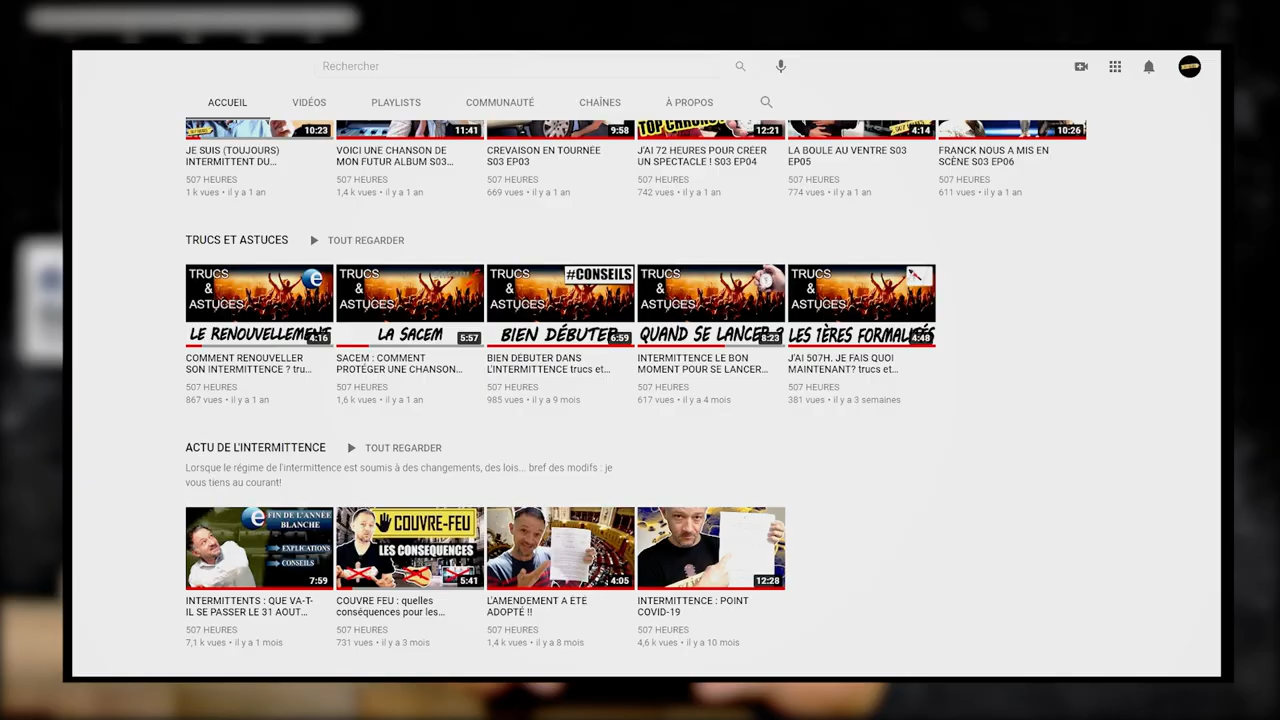 Rechercher
ACCUEIL VIDÉOS PLAYLISTS COMMUNAUTÉ CHAÎNES À PROPOS
10:23 11:41 9:58 TOP CHRONO 12:21 4:14 10:26
JE SUIS (TOUJOURS) INTERMITTENT DU...
507 HEURES
1 k vues • il y a 1 an
VOICI UNE CHANSON DE MON FUTUR ALBUM S03...
507 HEURES
1,4 k vues • il y a 1 an
CREVAISON EN TOURNEE S03 EP03
507 HEURES
669 vues • il y a 1 an
J'AI 72 HEURES POUR CRÉER UN SPECTACLE ! S03 EP04
507 HEURES
742 vues • il y a 1 an
LA BOULE AU VENTRE S03 EP05
507 HEURES
774 vues • il y a 1 an
FRANCK NOUS A MIS EN SCÈNE S03 EP06
507 HEURES
611 vues • il y a 1 an
TRUCS ET ASTUCES TOUT REGARDER
TRUCS & ASTUCES
LE RENOUVELLEMENT 4:16
COMMENT RENOUVELLER SON INTERMITTENCE ? tru...
507 HEURES
867 vues • il y a 1 an
TRUCS & ASTUCES
LA SACEM 5:57
SACEM : COMMENT PROTÉGER UNE CHANSON...
507 HEURES
1,6 k vues • il y a 1 an
TRUCS & ASTUCES #CONSEILS
BIEN DÉBUTER 6:59
BIEN DÉBUTER DANS L'INTERMITTENCE trucs et...
507 HEURES
985 vues • il y a 9 mois
TRUCS & ASTUCES
QUAND SE LANCER ? 8:23
INTERMITTENCE LE BON MOMENT POUR SE LANCER...
507 HEURES
617 vues • il y a 4 mois
TRUCS & ASTUCES
LES 1ÈRES FORMALITÉS 4:48
J'AI 507H. JE FAIS QUOI MAINTENANT? trucs et...
507 HEURES
381 vues • il y a 3 semaines
ACTU DE L'INTERMITTENCE TOUT REGARDER
Lorsque le régime de l'intermittence est soumis à des changements, des lois... bref des modifs : je
vous tiens au courant!
FIN DE L'ANNÉE BLANCHE
EXPLICATIONS
CONSEILS
7:59
INTERMITTENTS : QUE VA-T-IL SE PASSER LE 31 AOUT...
507 HEURES
7,1 k vues • il y a 1 mois
COUVRE-FEU
LES CONSEQUENCES
5:41
COUVRE FEU : quelles conséquences pour les...
507 HEURES
731 vues • il y a 3 mois
4:05
L'AMENDEMENT A ETÉ ADOPTÉ !!
507 HEURES
1,4 k vues • il y a 8 mois
12:28
INTERMITTENCE : POINT COVID-19
507 HEURES
4,6 k vues • il y a 10 mois